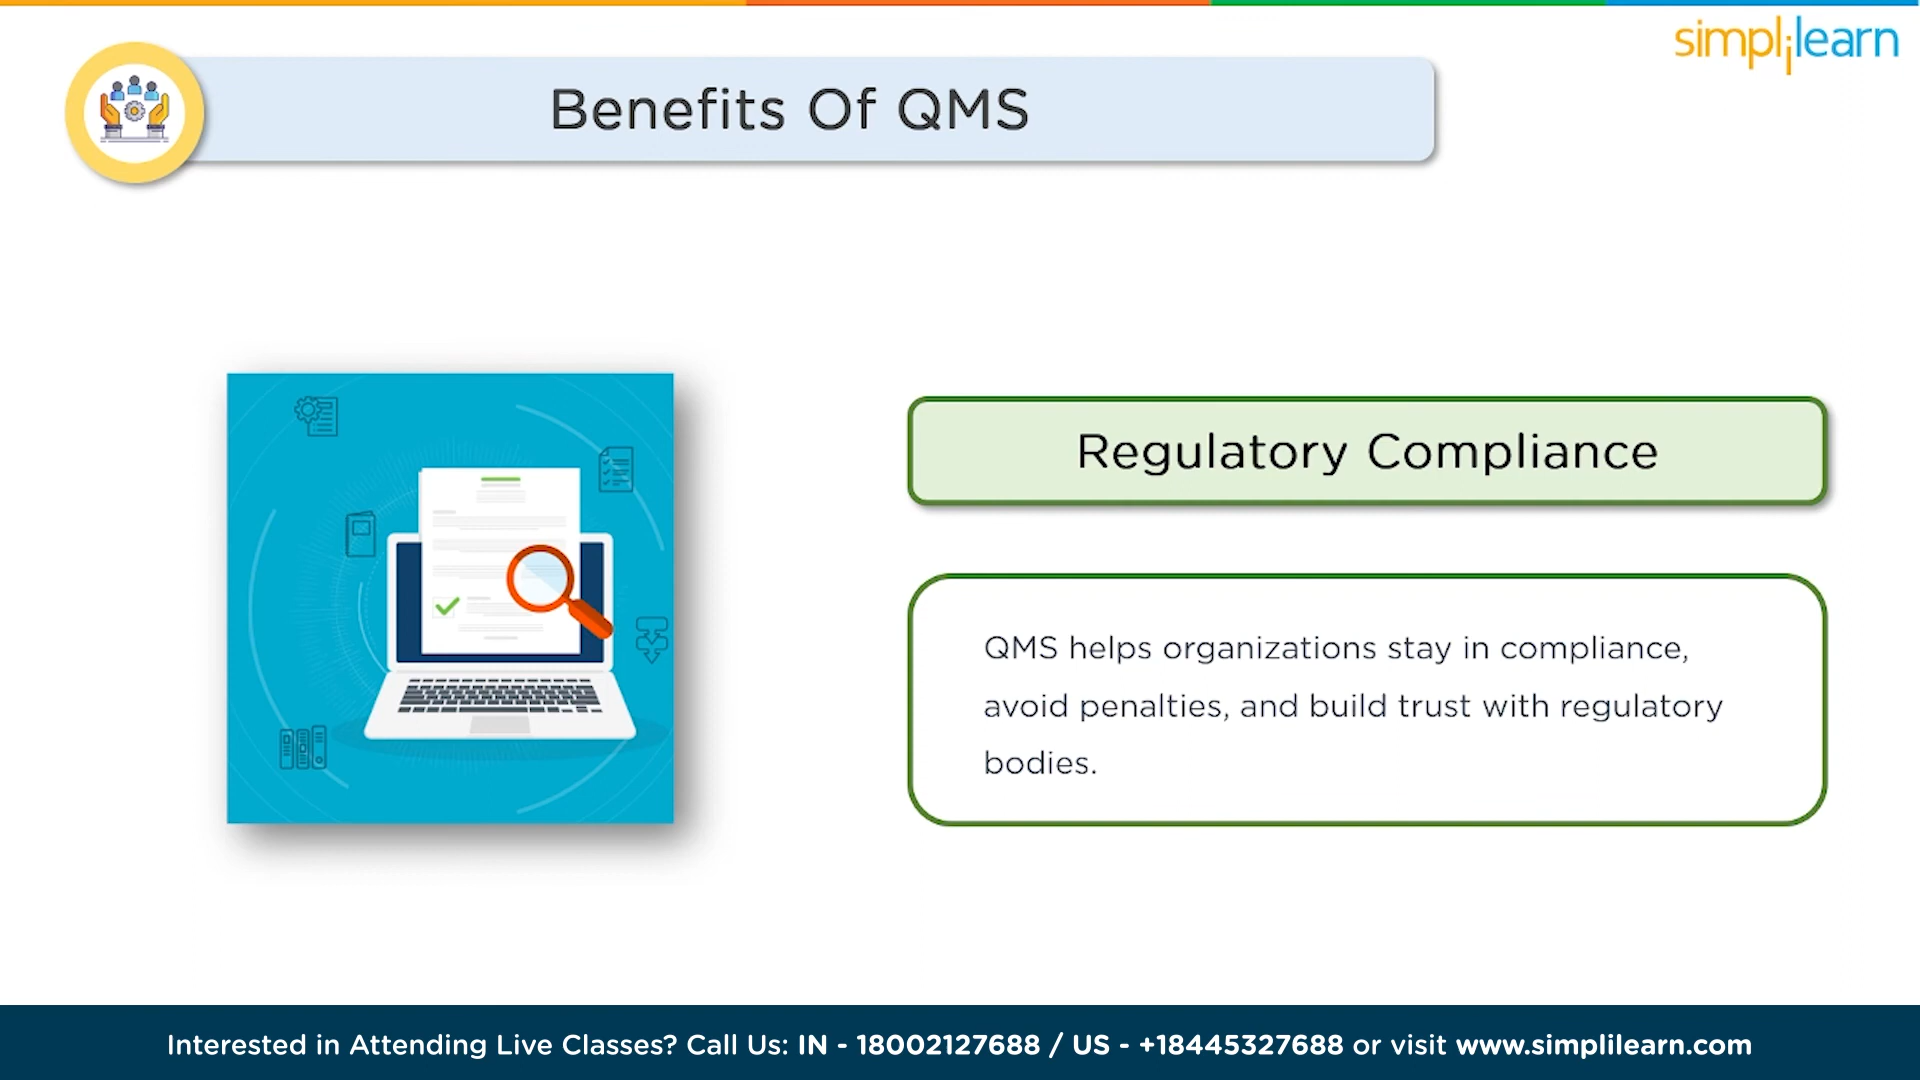 simplilearn
Benefits Of QMS
Regulatory Compliance
QMS helps organizations stay in compliance,
avoid penalties, and build trust with regulatory
bodies.
Interested in Attending Live Classes? Call Us: IN - 18002127688 / US - +18445327688 or visit www.simplilearn.com